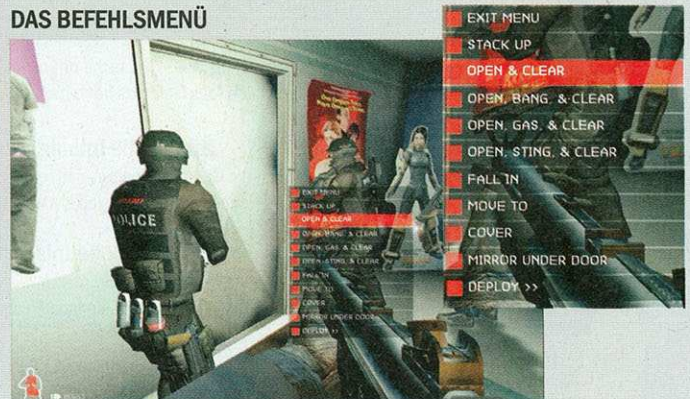 DAS BEFEHLSMENÜ
EXIT MENU
STACK UP
OPEN & CLEAR
OPEN, BANG, & CLEAR
OPEN, GAS, & CLEAR
OPEN, STING, & CLEAR
FALL IN
MOVE TO
COVER
MIRROR UNDER DOOR
DEPLOY >>
POLICE
EXIT MENU
STACK UP
OPEN & CLEAR
OPEN, BANG, & CLEAR
OPEN, GAS, & CLEAR
OPEN, STING, & CLEAR
FALL IN
MOVE TO
COVER
MIRROR UNDER DOOR
DEPLOY >>